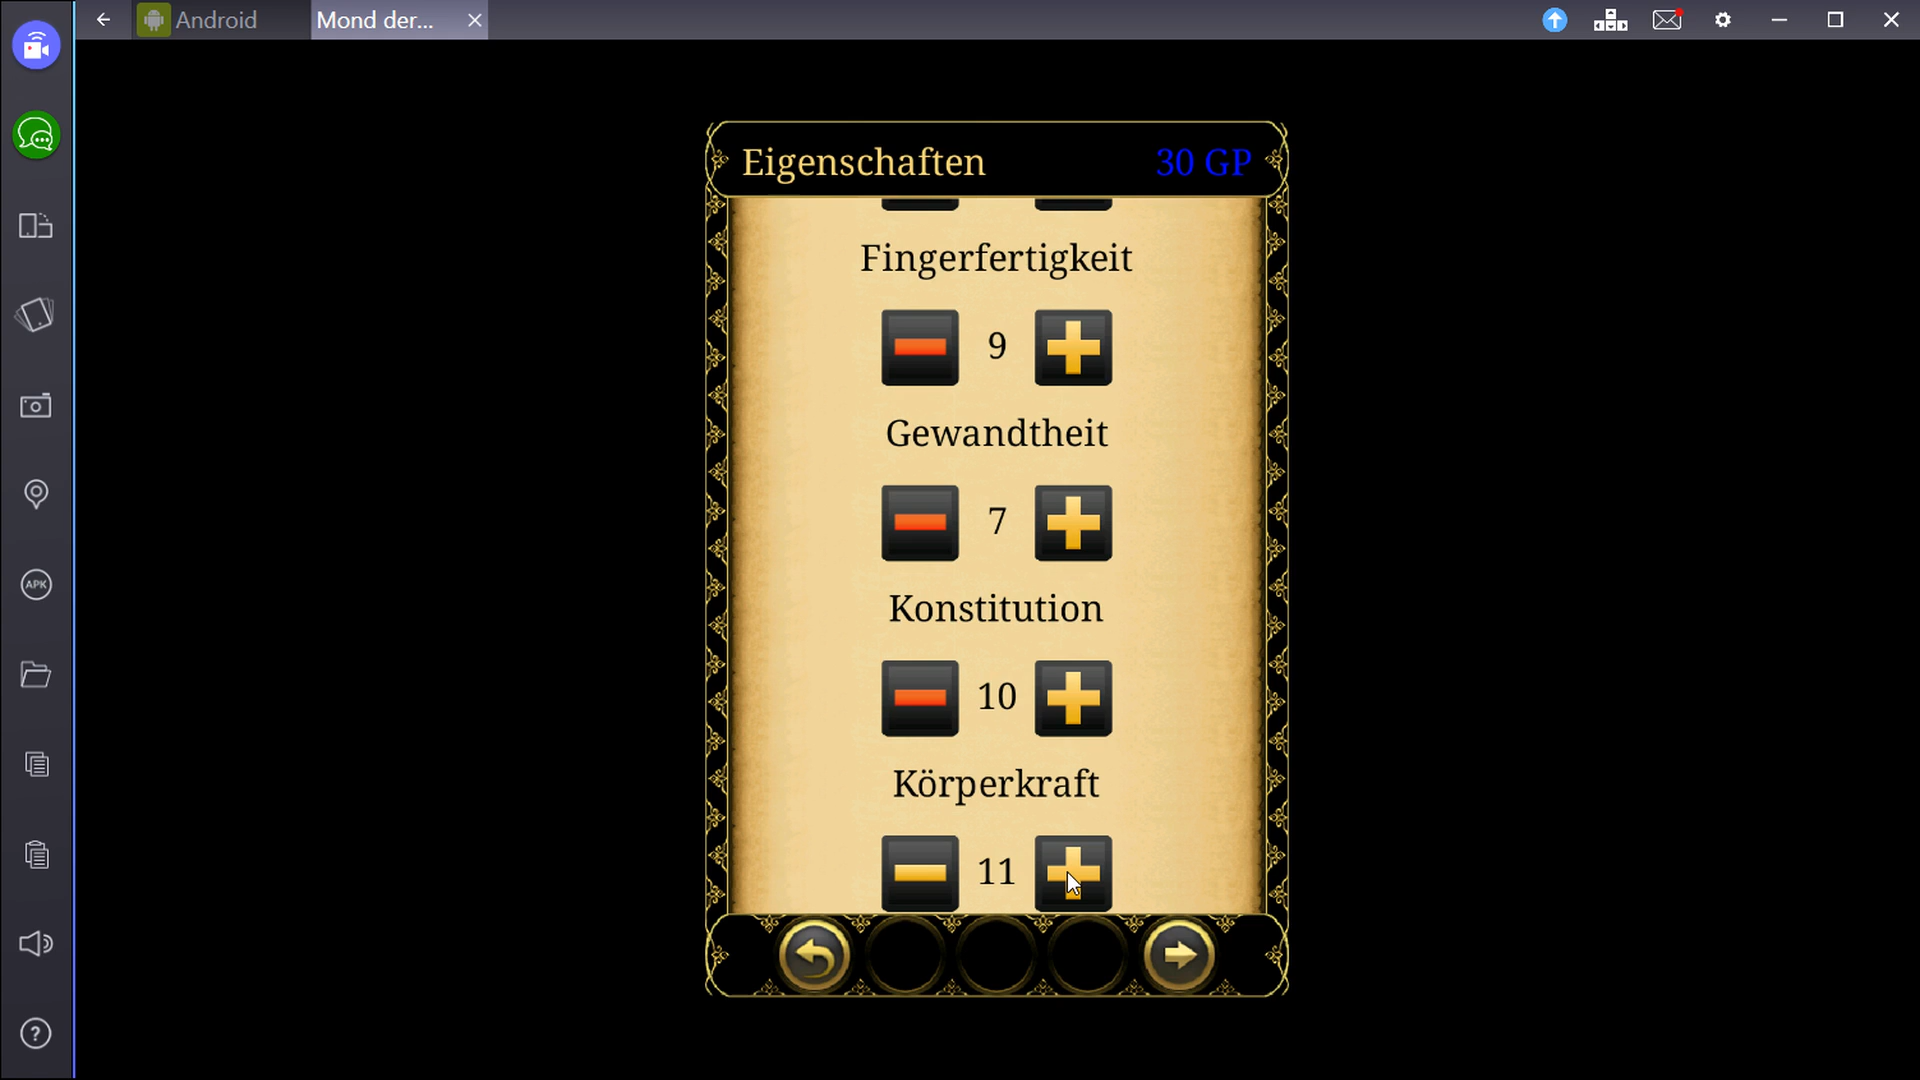 Android
Mond der...
Eigenschaften
30 GP
Fingerfertigkeit
9
Gewandtheit
7
Konstitution
10
Körperkraft
11
APK